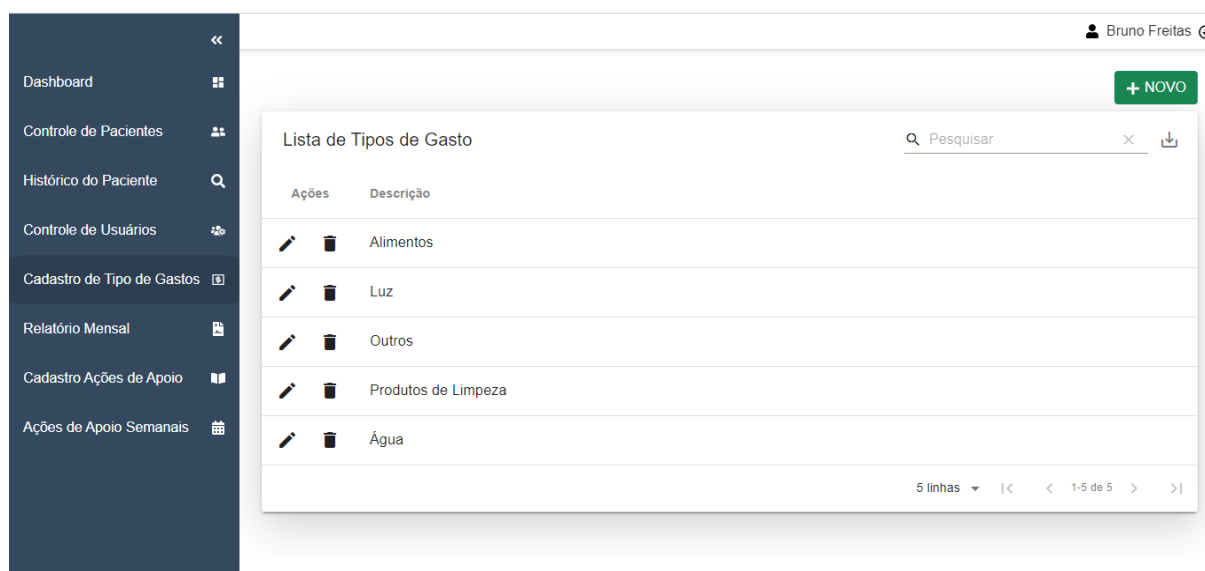 Bruno Freitas
Dashboard
Controle de Pacientes
Histórico do Paciente
Controle de Usuários
Cadastro de Tipo de Gastos
Relatório Mensal
Cadastro Ações de Apoio
Ações de Apoio Semanais
+ NOVO
Lista de Tipos de Gasto
Pesquisar
Ações Descrição
Alimentos
Luz
Outros
Produtos de Limpeza
Água
5 linhas 1-5 de 5